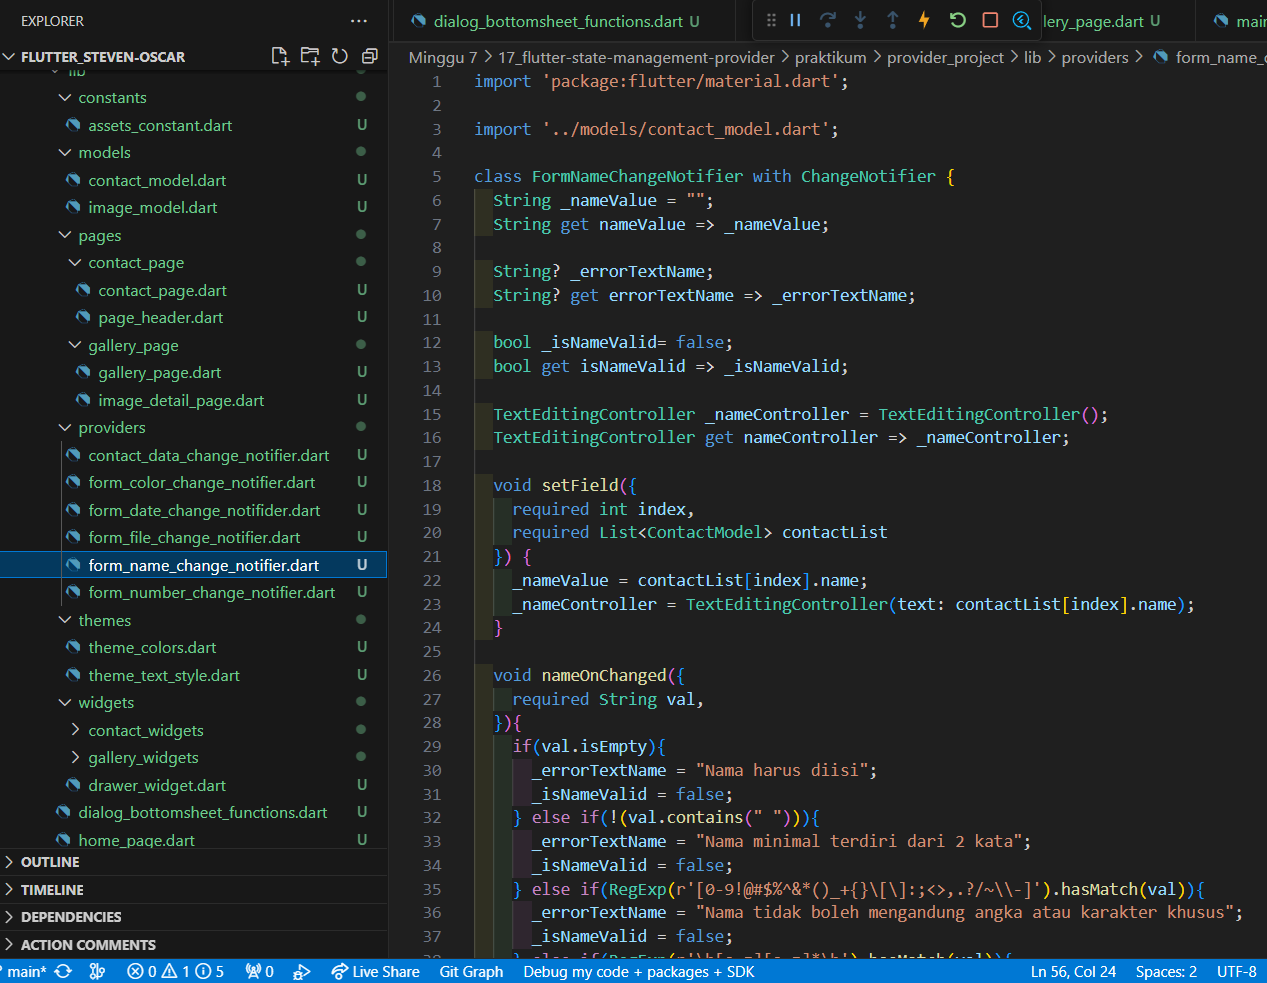 EXPLORER
FLUTTER_STEVEN-OSCAR
lib
constants
assets_constant.dart U
models
contact_model.dart U
image_model.dart U
pages
contact_page
contact_page.dart U
page_header.dart U
gallery_page
gallery_page.dart U
image_detail_page.dart U
providers
contact_data_change_notifier.dart U
form_color_change_notifier.dart U
form_date_change_notifider.dart U
form_file_change_notifier.dart U
form_name_change_notifier.dart U
form_number_change_notifier.dart U
themes
theme_colors.dart U
theme_text_style.dart U
widgets
contact_widgets
gallery_widgets
drawer_widget.dart U
dialog_bottomsheet_functions.dart U
home_page.dart U
OUTLINE
TIMELINE
DEPENDENCIES
ACTION COMMENTS
dialog_bottomsheet_functions.dart U
lery_page.dart U
main
Minggu 7 > 17_flutter-state-management-provider > praktikum > provider_project > lib > providers > form_name_c
1 import 'package:flutter/material.dart';
2
3 import '../models/contact_model.dart';
4
5 class FormNameChangeNotifier with ChangeNotifier {
6 String _nameValue = "";
7 String get nameValue => _nameValue;
8
9 String? _errorTextName;
10 String? get errorTextName => _errorTextName;
11
12 bool _isNameValid= false;
13 bool get isNameValid => _isNameValid;
14
15 TextEditingController _nameController = TextEditingController();
16 TextEditingController get nameController => _nameController;
17
18 void setField({
19 required int index,
20 required List<ContactModel> contactList
21 }) {
22 _nameValue = contactList[index].name;
23 _nameController = TextEditingController(text: contactList[index].name);
24 }
25
26 void nameOnChanged({
27 required String val,
28 }){
29 if(val.isEmpty){
30 _errorTextName = "Nama harus diisi";
31 _isNameValid = false;
32 } else if(!(val.contains(" "))){
33 _errorTextName = "Nama minimal terdiri dari 2 kata";
34 _isNameValid = false;
35 } else if(RegExp(r'[0-9!@#$%^&*()_+{}\[\]:;<>,.?/~\\-]').hasMatch(val)){
36 _errorTextName = "Nama tidak boleh mengandung angka atau karakter khusus";
37 _isNameValid = false;
main* 0 1 5 0 Live Share Git Graph Debug my code + packages + SDK Ln 56, Col 24 Spaces: 2 UTF-8